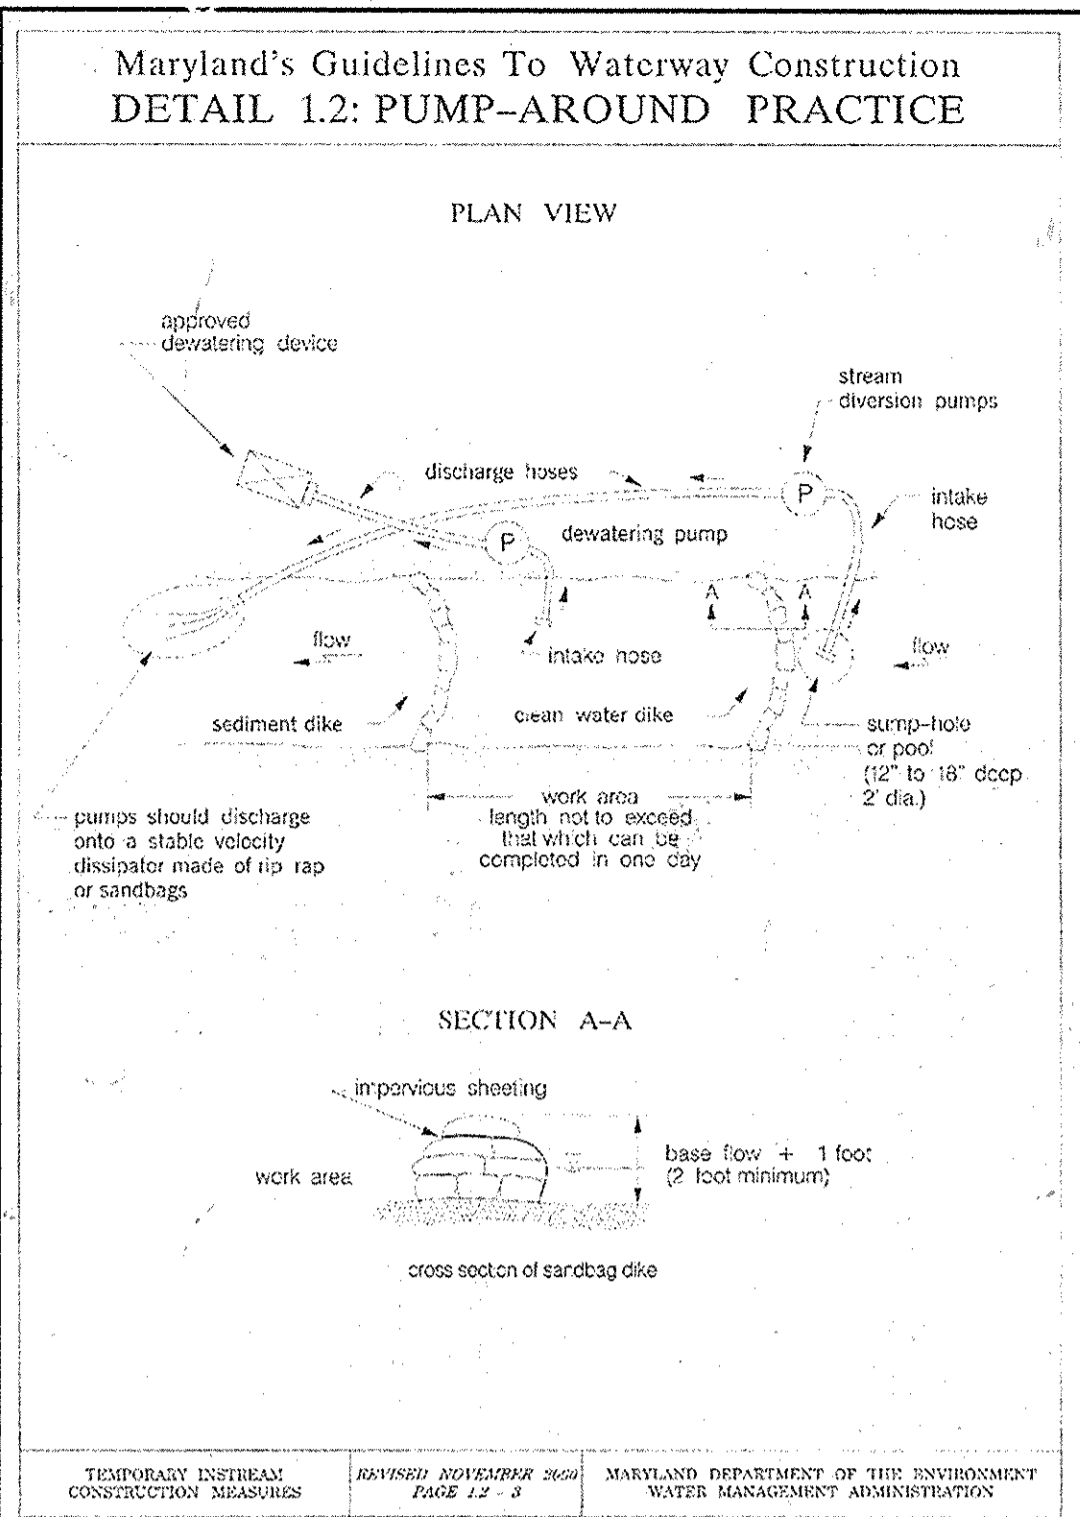 Maryland's Guidelines To Waterway Construction
DETAIL 1.2: PUMP-AROUND PRACTICE
PLAN VIEW
approved
dewatering device
stream
diversion pumps
discharge hoses
P
intake
hose
P
dewatering pump
A
A
flow
intake hose
flow
sediment dike
clean water dike
sump-hole
or pool
(12" to 18" deep
2' dia.)
work area
length not to exceed
that which can be
completed in one day
pumps should discharge
onto a stable velocity
dissipater made of rip rap
or sandbags
SECTION A-A
impervious sheeting
work area
base flow + 1 foot
(2 foot minimum)
cross section of sandbag dike
TEMPORARY INSTREAM
CONSTRUCTION MEASURES
REVISED NOVEMBER 2000
PAGE 1.2 - 3
MARYLAND DEPARTMENT OF THE ENVIRONMENT
WATER MANAGEMENT ADMINISTRATION